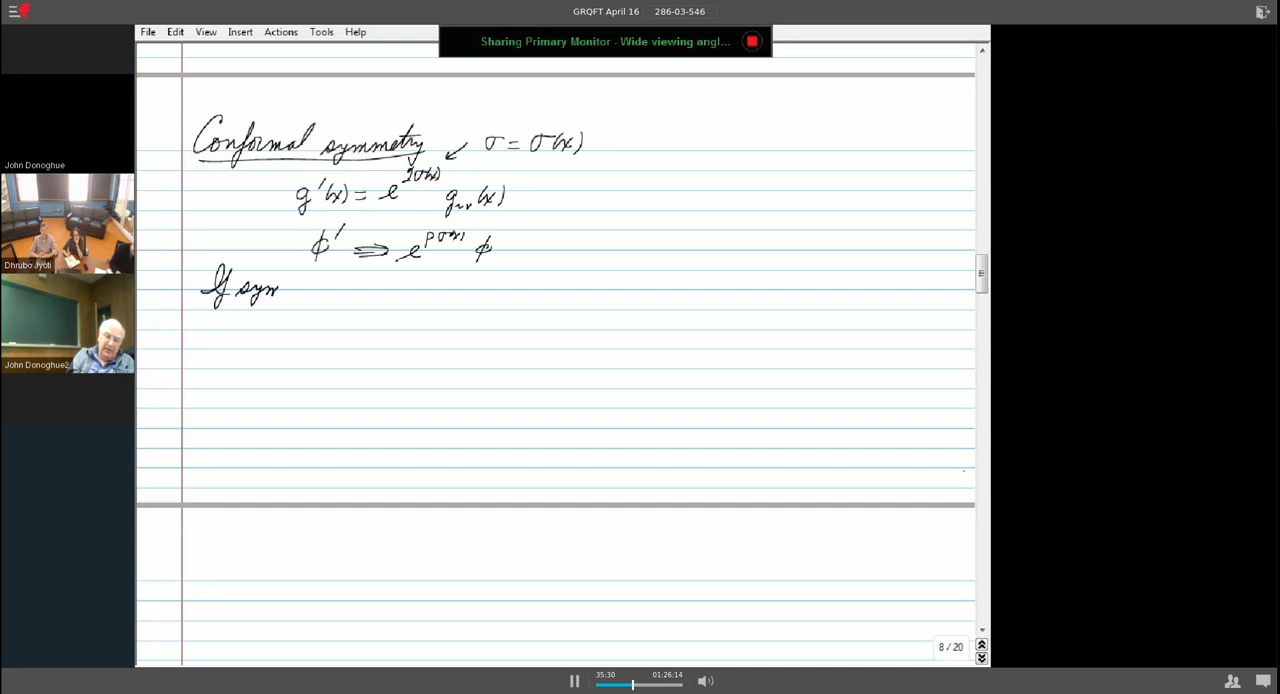 GRQFT April 16 286-03-546
File Edit View Insert Actions Tools Help
Sharing Primary Monitor - Wide viewing angl...
John Donoghue
Dhrubo Jyoti
John Donoghue2
Conformal symmetry σ = σ(x)
g'(x) = e^{2σ(x)} g_{μν}(x)
φ' ⇒ e^{pσ(x)} φ
If sym
8 / 20
35:30 01:26:14